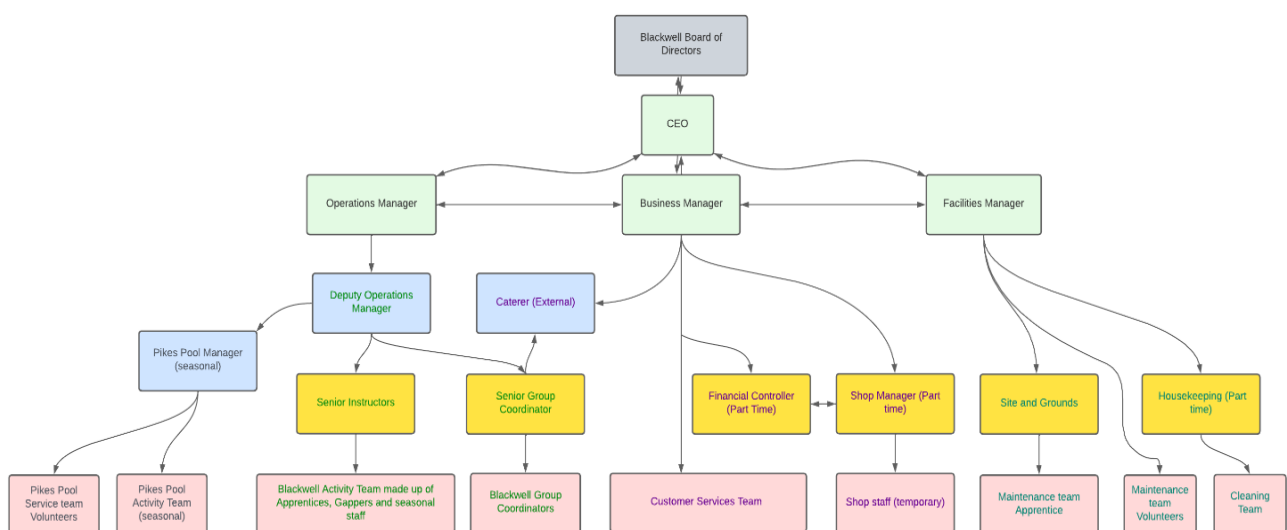 Blackwell Board of
Directors
CEO
Operations Manager
Business Manager
Facilities Manager
Deputy Operations
Manager
Caterer (External)
Pikes Pool Manager
(seasonal)
Senior Instructors
Senior Group
Coordinator
Financial Controller
(Part Time)
Shop Manager (Part
time)
Site and Grounds
Housekeeping (Part
time)
Pikes Pool
Service team
Volunteers
Pikes Pool
Activity Team
(seasonal)
Blackwell Activity Team made up of
Apprentices, Gappers and seasonal
staff
Blackwell Group
Coordinators
Customer Services Team
Shop staff (temporary)
Maintenance team
Apprentice
Maintenance
team
Volunteers
Cleaning
Team